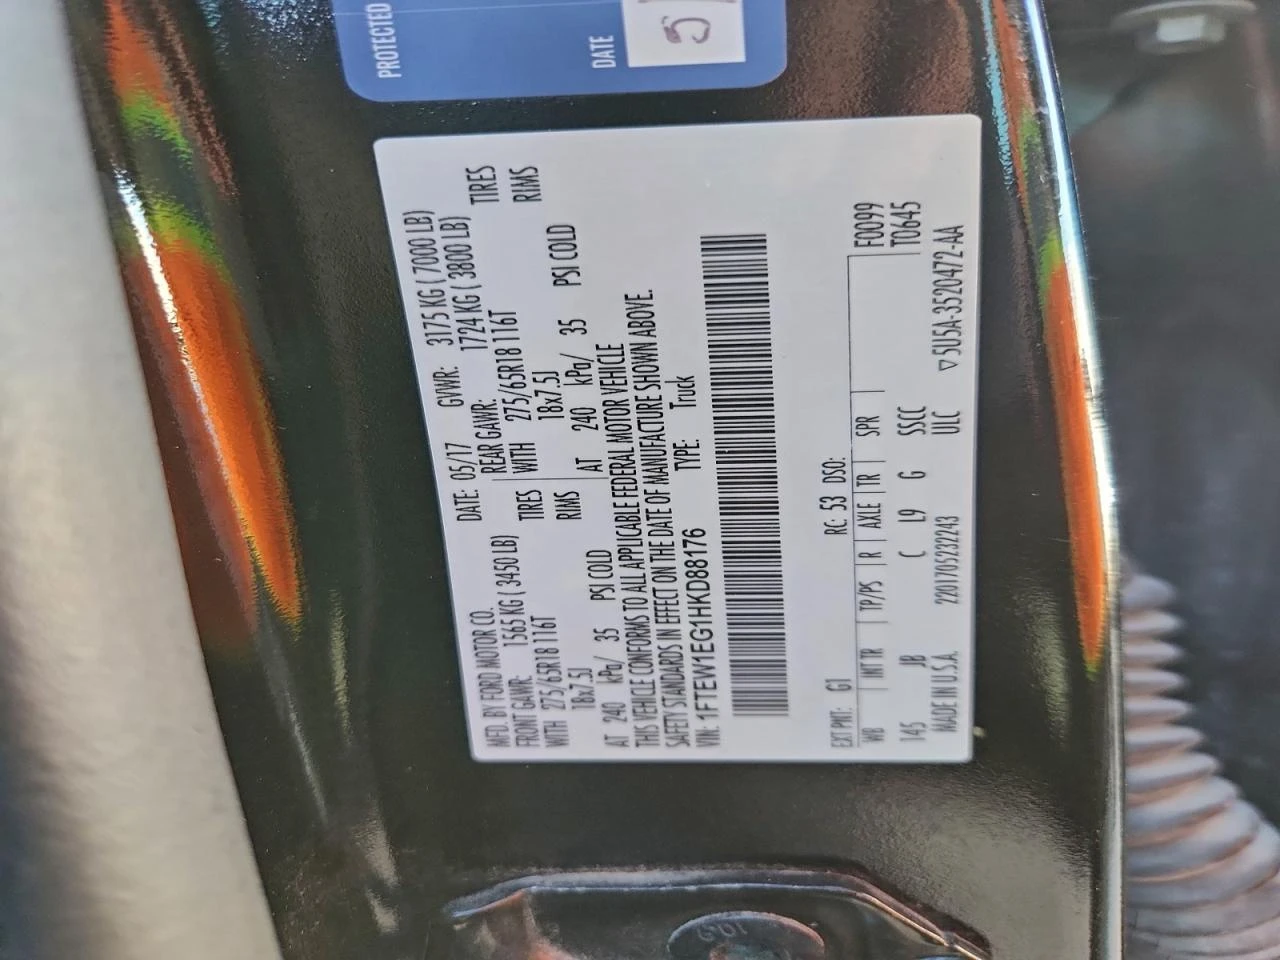 PROTECTED
DATE
MFD. BY FORD MOTOR CO.
DATE: 05/17 GVWR: 3175 KG ( 7000 LB)
FRONT GAWR: 1565 KG ( 3450 LB) REAR GAWR: 1724 KG ( 3800 LB)
WITH 275/65R18 116T TIRES WITH 275/65R18 116T TIRES
18x7.5J RIMS 18x7.5J RIMS
AT 240 kPa/ 35 PSI COLD AT 240 kPa/ 35 PSI COLD
THIS VEHICLE CONFORMS TO ALL APPLICABLE FEDERAL MOTOR VEHICLE
SAFETY STANDARDS IN EFFECT ON THE DATE OF MANUFACTURE SHOWN ABOVE.
VIN: 1FTEW1EG1HKD88176 TYPE: Truck
EXT PNT: G1 RC: 53 DSO: F0099
WB INT TR TP/PS R AXLE TR SPR T0645
145 JB C L9 G SSCC
MADE IN U.S.A. 220170523​2243 ULC ▽5U5A-3520472-AA